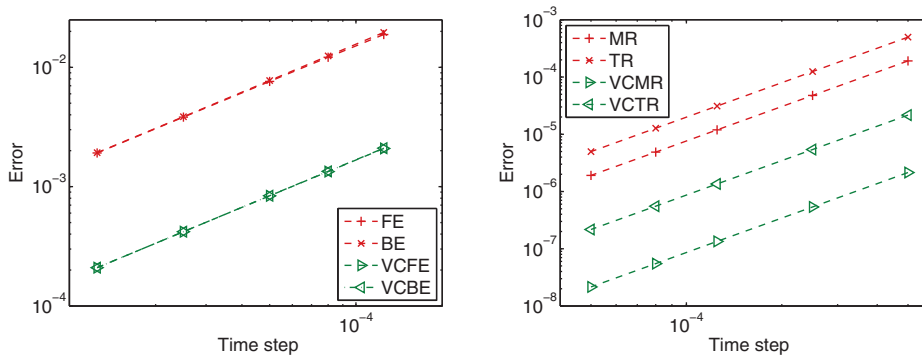 10^-2
10^-3
10^-4
Error
10^-4
Time step
FE
BE
VCFE
VCBE
10^-3
10^-4
10^-5
10^-6
10^-7
10^-8
Error
10^-4
Time step
MR
TR
VCMR
VCTR